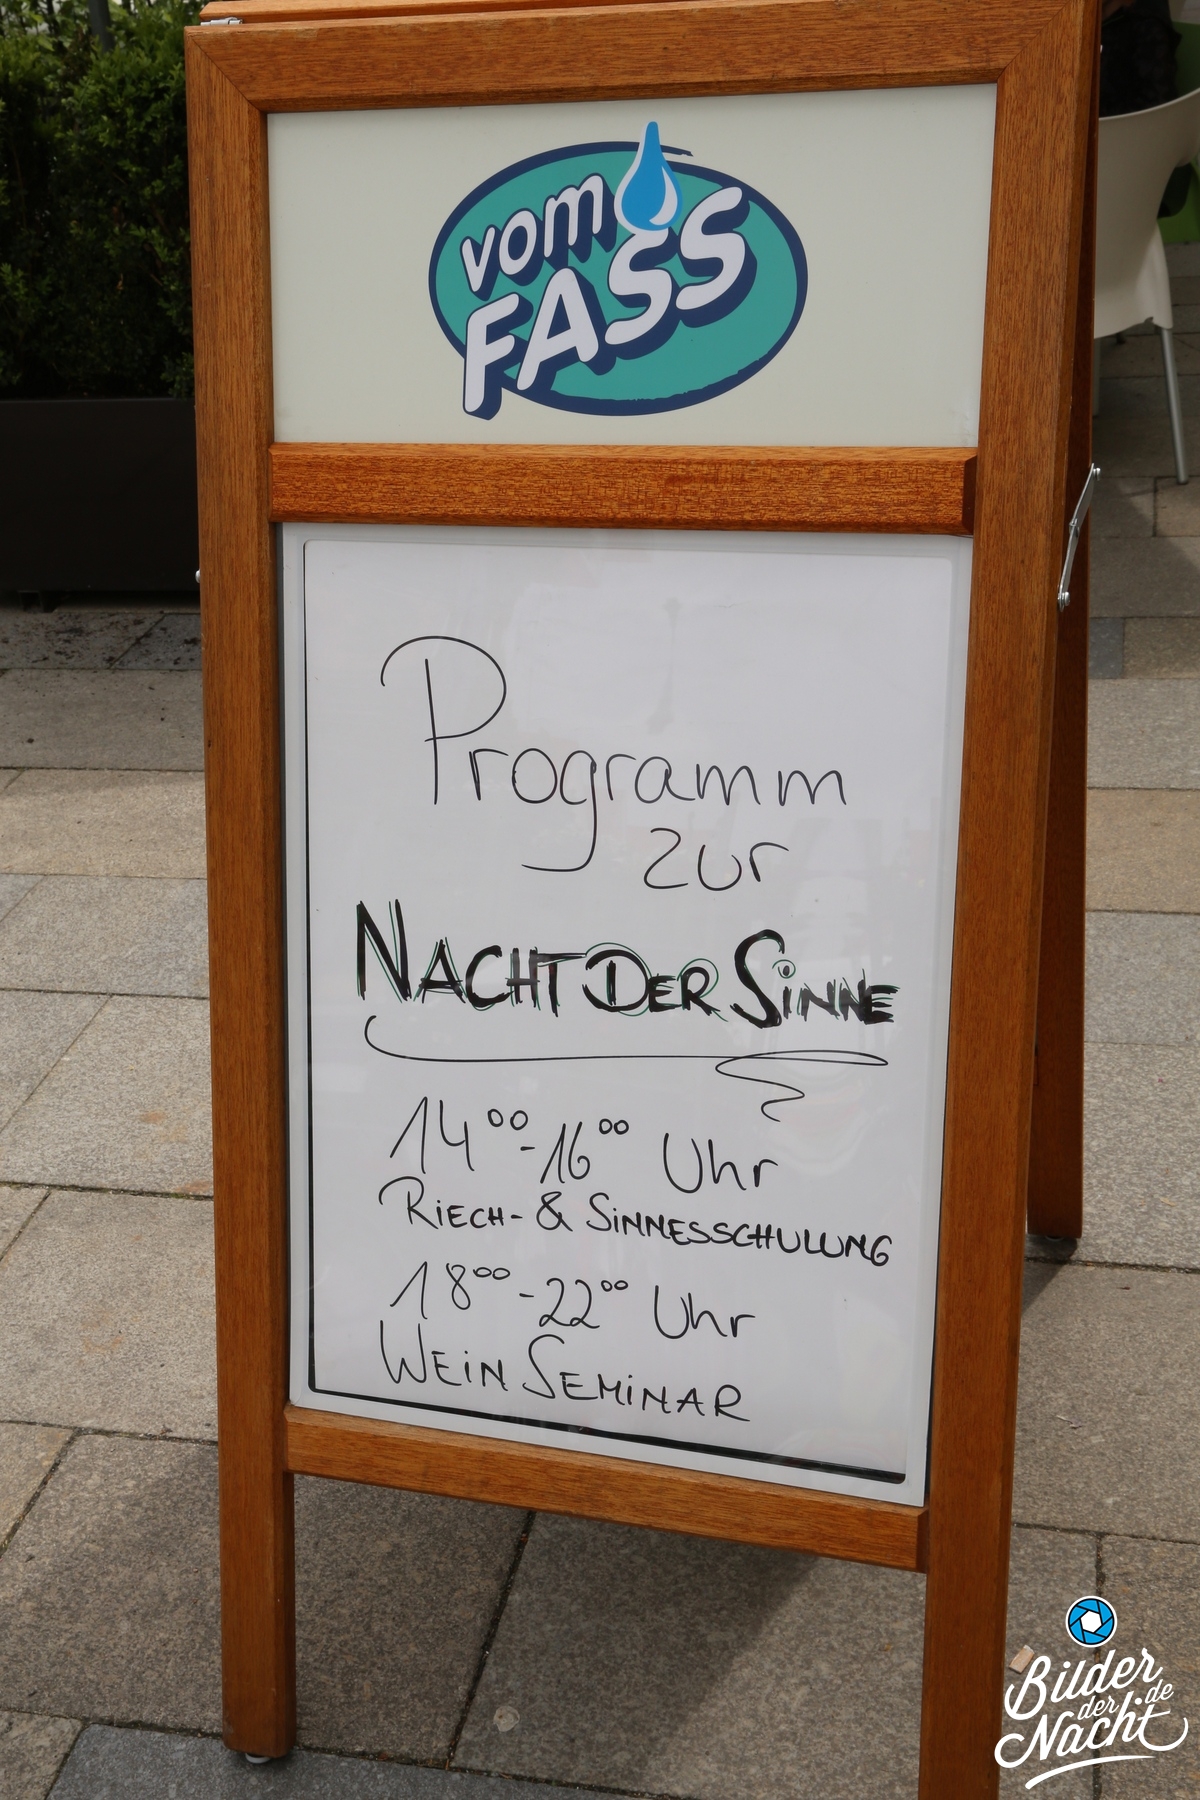 vom
FASS
Programm
zur
NACHT DER SiNNE
14⁰⁰-16⁰⁰ Uhr
RiECH- & SiNNESSCHULUNG
18⁰⁰-22⁰⁰ Uhr
WEiN SEMiNAR
Bilder
der
Nacht.de